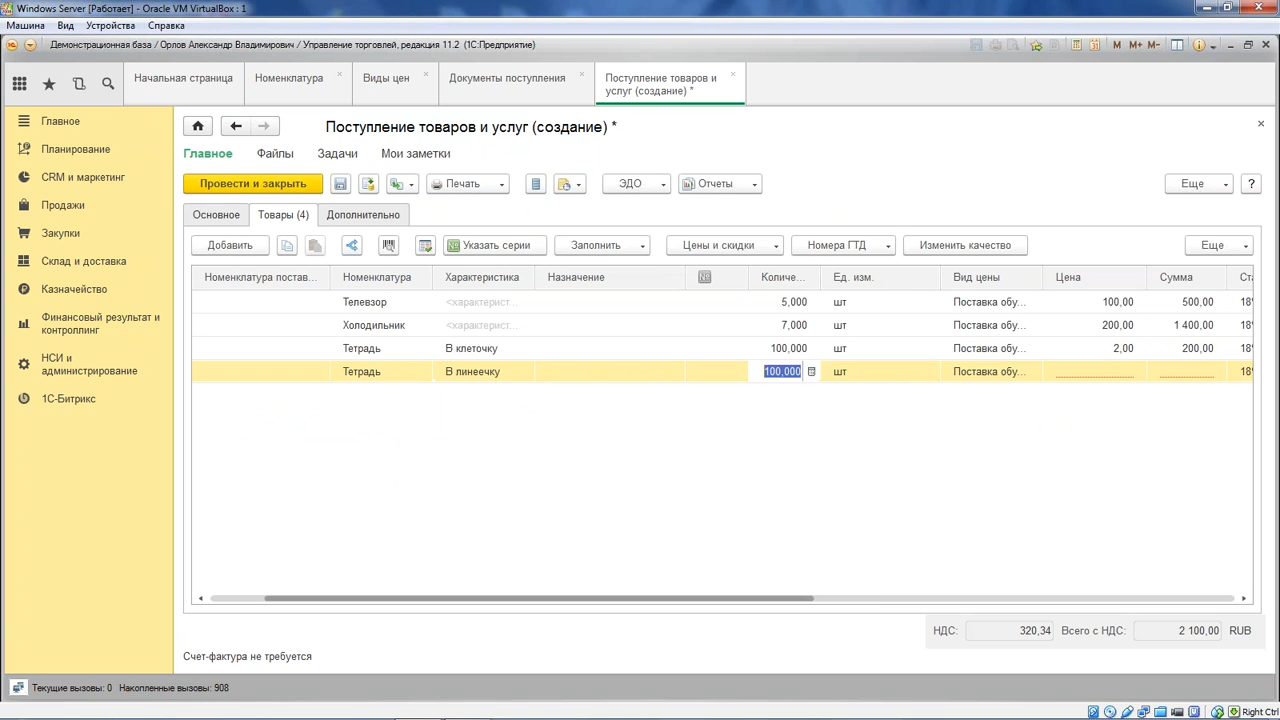 Windows Server [Работает] - Oracle VM VirtualBox : 1
Машина Вид Устройства Справка
Демонстрационная база / Орлов Александр Владимирович / Управление торговлей, редакция 11.2 (1С:Предприятие)
M M+ M-
Начальная страница
Номенклатура
Виды цен
Документы поступления
Поступление товаров и
услуг (создание) *
Главное
Планирование
CRM и маркетинг
Продажи
Закупки
Склад и доставка
Казначейство
Финансовый результат и
контроллинг
НСИ и
администрирование
1С-Битрикс
Поступление товаров и услуг (создание) *
Главное Файлы Задачи Мои заметки
Провести и закрыть Печать ЭДО Отчеты Еще ?
Основное Товары (4) Дополнительно
Добавить Указать серии Заполнить Цены и скидки Номера ГТД Изменить качество Еще
Номенклатура постав... Номенклатура Характеристика Назначение Количе... Ед. изм. Вид цены Цена Сумма Ста
Телевзор <характерист... 5,000 шт Поставка обу... 100,00 500,00 18%
Холодильник <характерист... 7,000 шт Поставка обу... 200,00 1 400,00 18%
Тетрадь В клеточку 100,000 шт Поставка обу... 2,00 200,00 18%
Тетрадь В линеечку 100,000 шт Поставка обу... 18%
НДС: 320,34 Всего с НДС: 2 100,00 RUB
Счет-фактура не требуется
Текущие вызовы: 0 Накопленные вызовы: 908
Right Ctrl